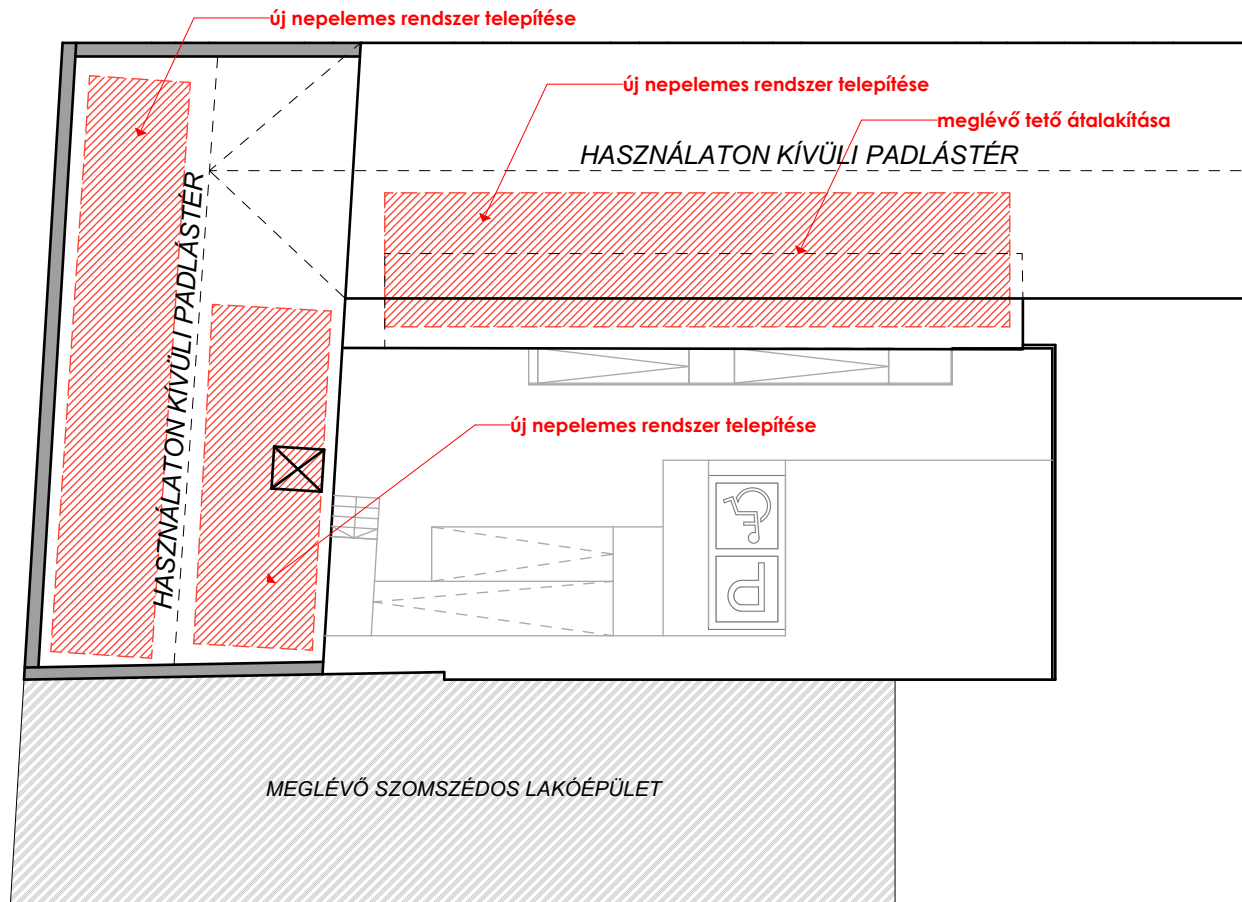 új nepelemes rendszer telepítése
új nepelemes rendszer telepítése
meglévő tető átalakítása
HASZNÁLATON KÍVÜLI PADLÁSTÉR
HASZNÁLATON KÍVÜLI PADLÁSTÉR
új nepelemes rendszer telepítése
P
MEGLÉVŐ SZOMSZÉDOS LAKÓÉPÜLET